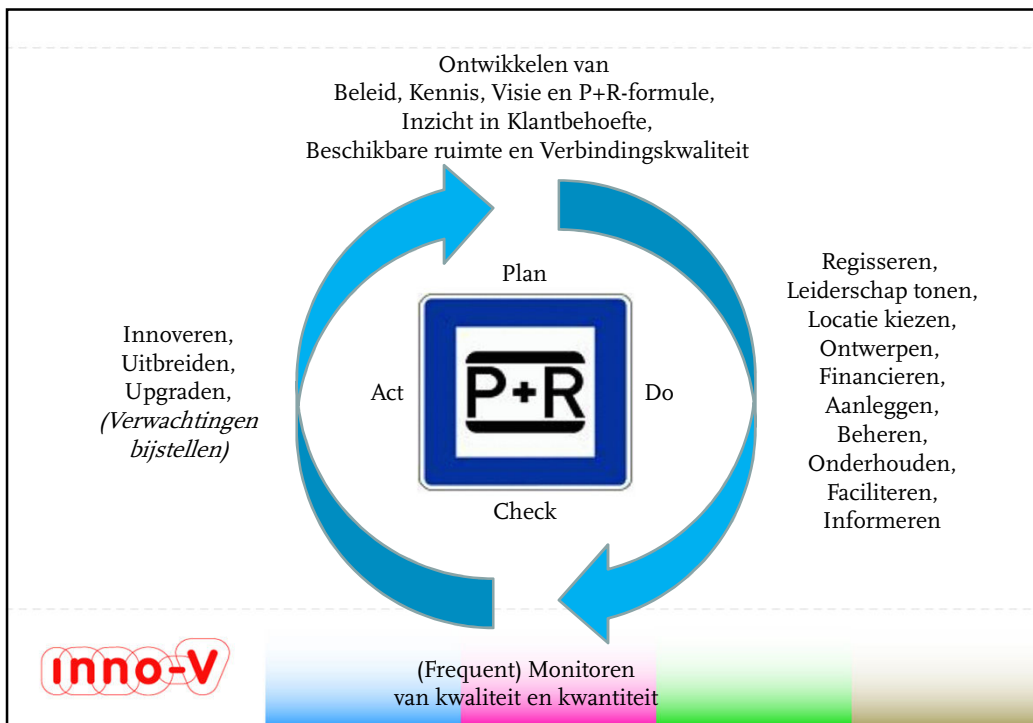 Ontwikkelen van
Beleid, Kennis, Visie en P+R-formule,
Inzicht in Klantbehoefte,
Beschikbare ruimte en Verbindingskwaliteit
Plan
Regisseren,
Leiderschap tonen,
Locatie kiezen,
Ontwerpen,
Financieren,
Aanleggen,
Beheren,
Onderhouden,
Faciliteren,
Informeren
Innoveren,
Uitbreiden,
Upgraden,
(Verwachtingen
bijstellen)
Act
P+R
Do
Check
(Frequent) Monitoren
van kwaliteit en kwantiteit
inno-V